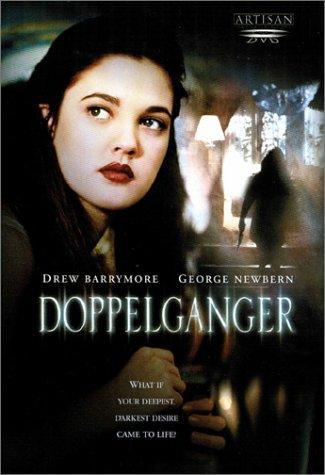 ARTISAN
DVD
DREW BARRYMORE GEORGE NEWBERN
DOPPELGANGER
WHAT IF
YOUR DEEPEST,
DARKEST DESIRE
CAME TO LIFE?